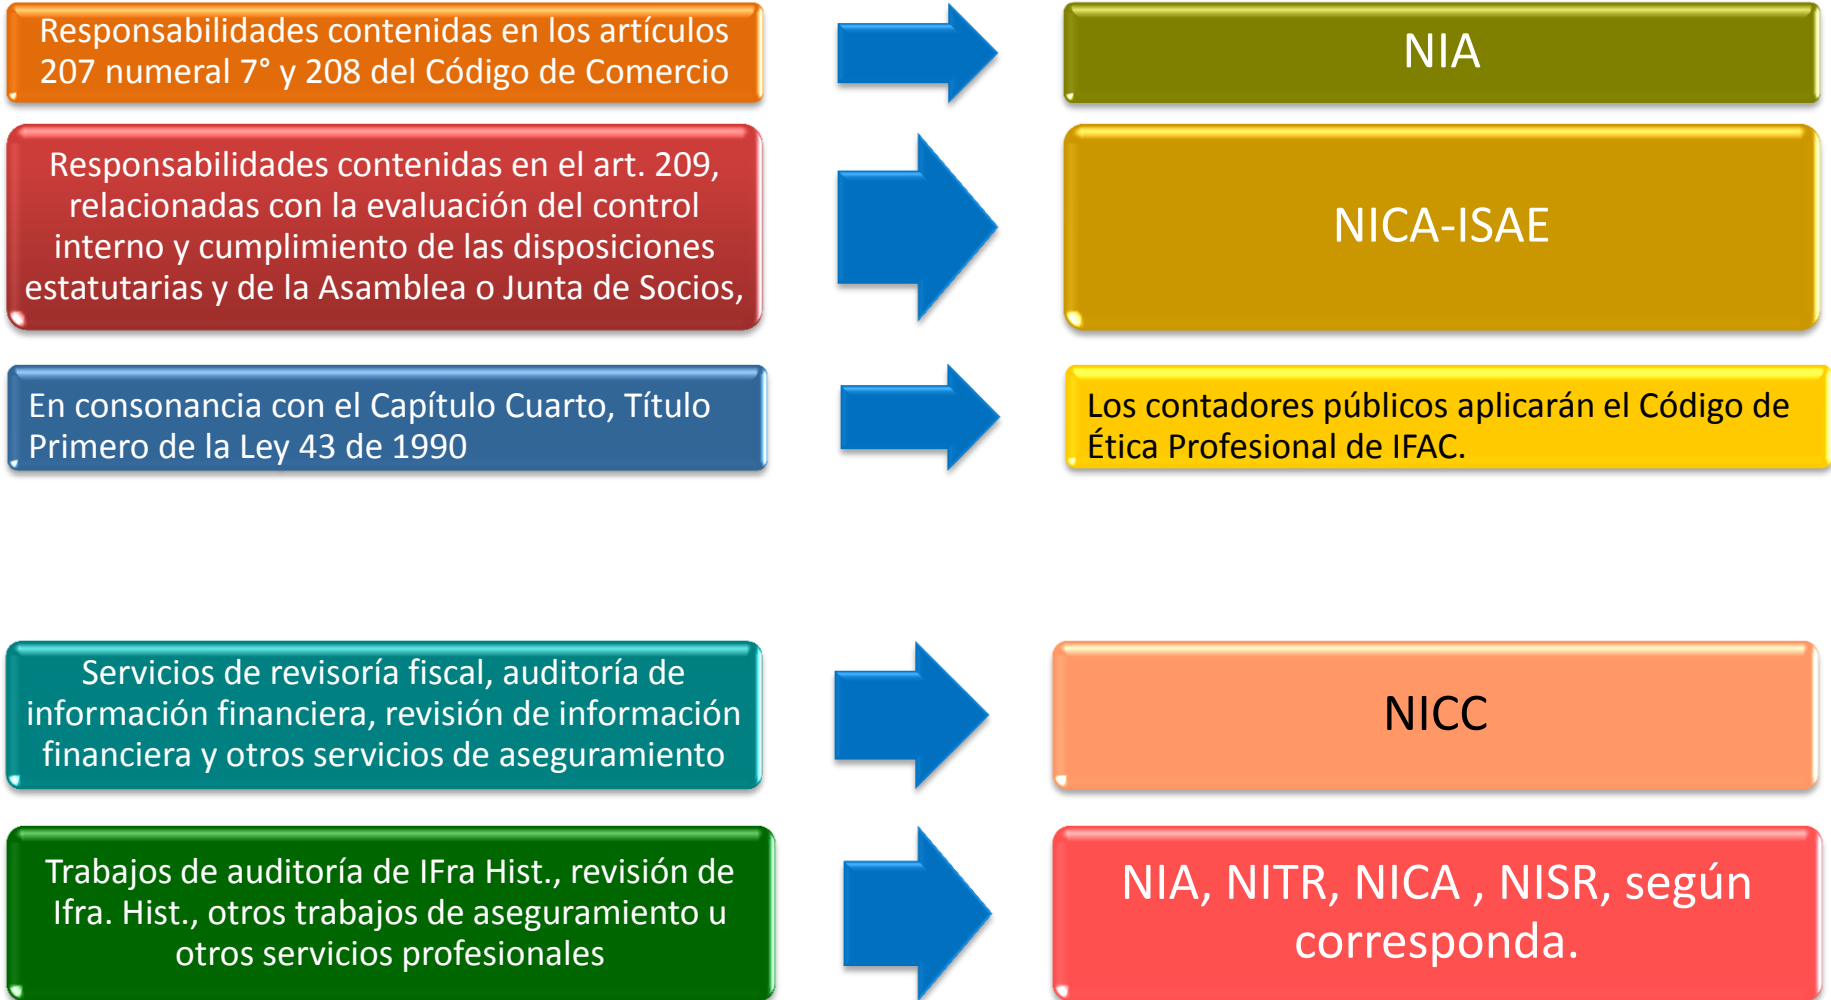 Responsabilidades contenidas en los artículos
207 numeral 7° y 208 del Código de Comercio
NIA
Responsabilidades contenidas en el art. 209,
relacionadas con la evaluación del control
interno y cumplimiento de las disposiciones
estatutarias y de la Asamblea o Junta de Socios,
NICA-ISAE
En consonancia con el Capítulo Cuarto, Título
Primero de la Ley 43 de 1990
Los contadores públicos aplicarán el Código de
Ética Profesional de IFAC.
Servicios de revisoría fiscal, auditoría de
información financiera, revisión de información
financiera y otros servicios de aseguramiento
NICC
Trabajos de auditoría de IFra Hist., revisión de
Ifra. Hist., otros trabajos de aseguramiento u
otros servicios profesionales
NIA, NITR, NICA , NISR, según
corresponda.